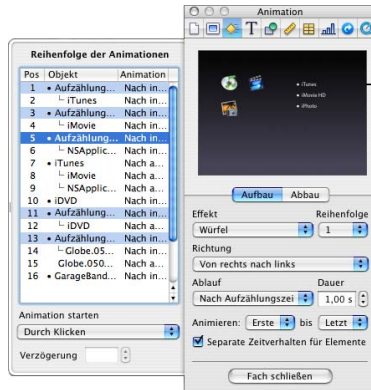 Animation
Reihenfolge der Animationen
Pos Objekt Animation
1 • Aufzählung... Nach in...
2 iTunes Nach in...
3 • Aufzählung... Nach in...
4 iMovie Nach in...
5 • Aufzählung... Nach in...
6 NSApplic... Nach in...
7 • iTunes Nach a...
8 iMovie Nach a...
9 NSApplic... Nach a...
10 • iDVD Nach in...
11 • Aufzählung... Nach in...
12 iDVD Nach a...
13 • Aufzählung... Nach in...
14 Globe.05... Nach in...
15 Globe.050... Nach a...
16 • GarageBand... Nach in...
Animation starten
Durch Klicken
Verzögerung
• iTunes
• iMovie HD
• iPhoto
Aufbau Abbau
Effekt Reihenfolge
Würfel 1
Richtung
Von rechts nach links
Ablauf Dauer
Nach Aufzählungszei 1,00 s
Animieren: Erste bis Letzt
Separate Zeitverhalten für Elemente
Fach schließen